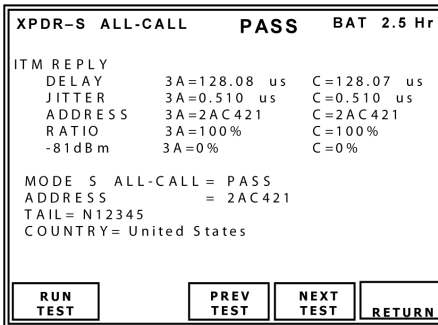 XPDR–S ALL-CALL PASS BAT 2.5 Hr
ITM REPLY
DELAY 3A=128.08 us C=128.07 us
JITTER 3A=0.510 us C=0.510 us
ADDRESS 3A=2AC421 C=2AC421
RATIO 3A=100% C=100%
-81dBm 3A=0% C=0%
MODE S ALL-CALL= PASS
ADDRESS = 2AC421
TAIL= N12345
COUNTRY= United States
RUN TEST
PREV TEST
NEXT TEST
RETURN